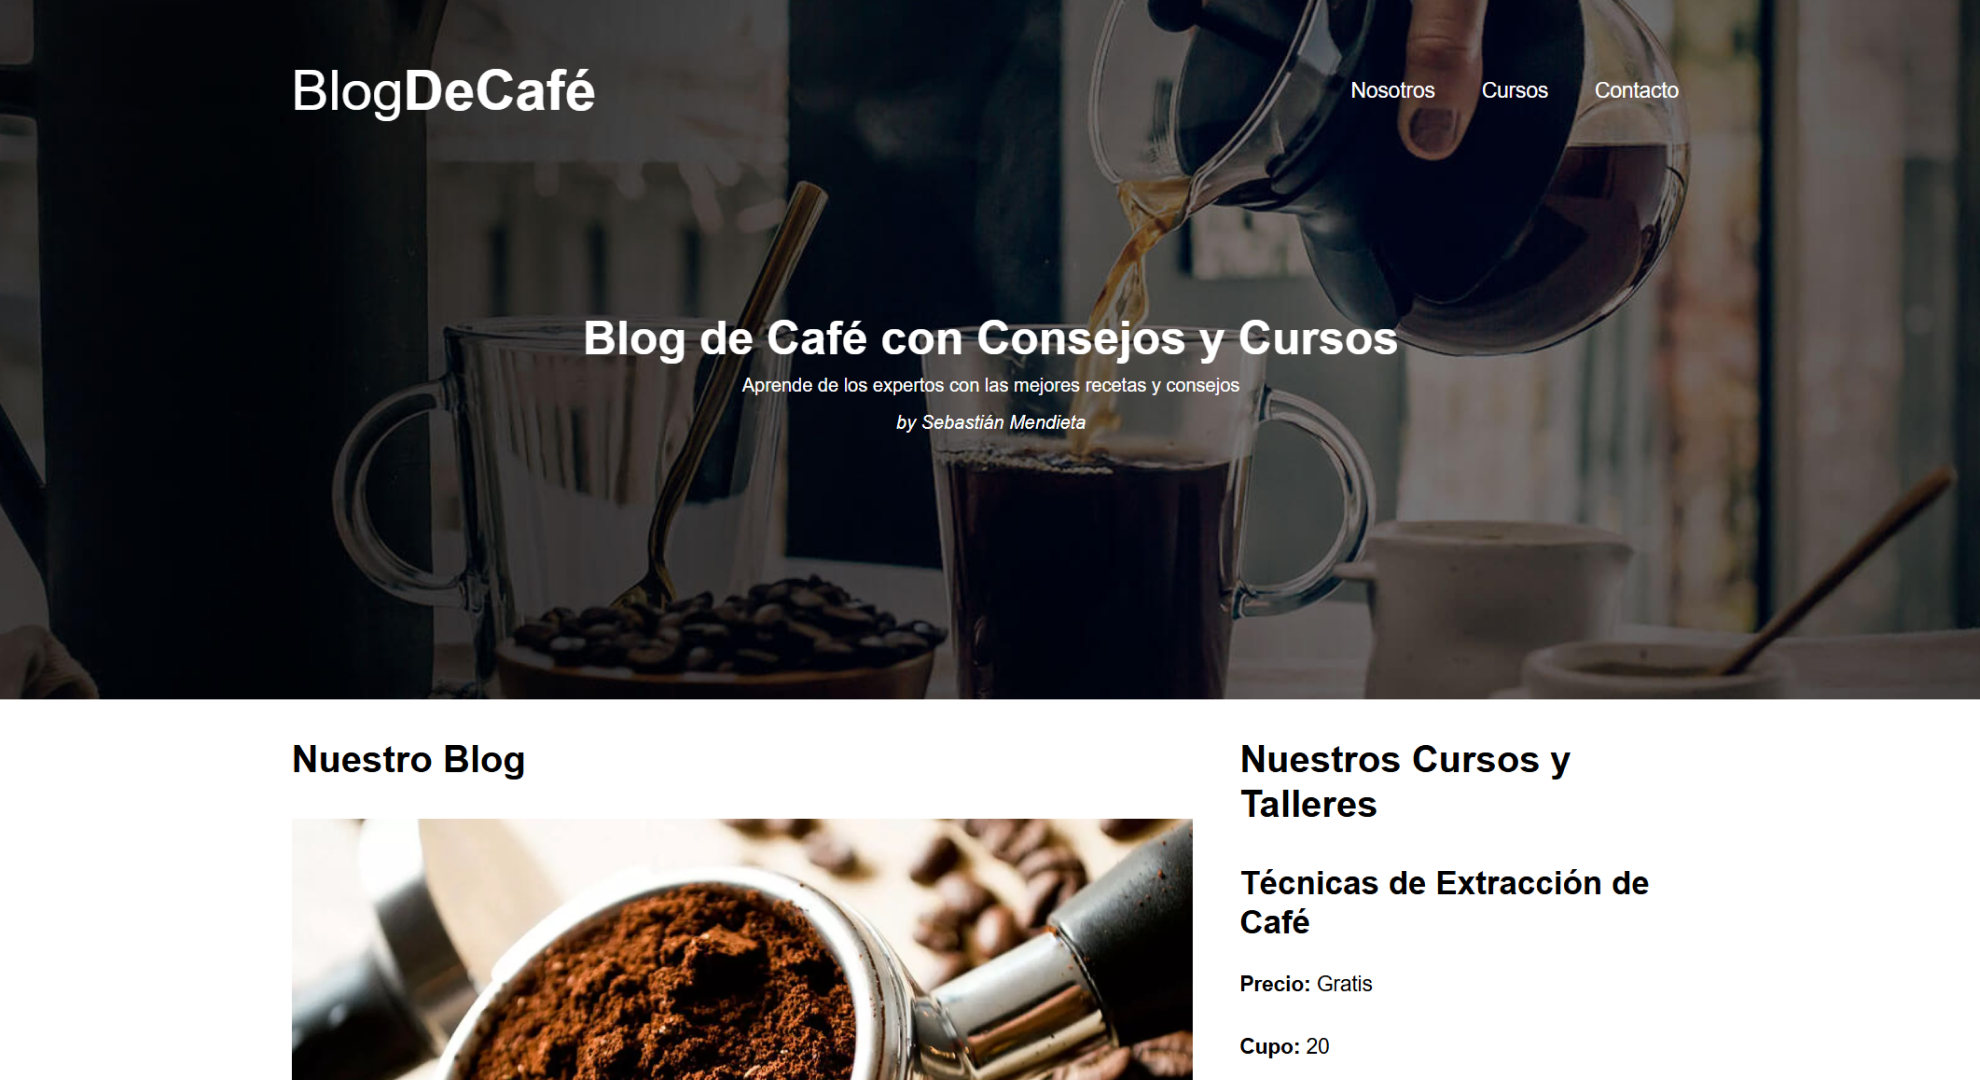 BlogDeCafé
Nosotros Cursos Contacto
Blog de Café con Consejos y Cursos
Aprende de los expertos con las mejores recetas y consejos
by Sebastián Mendieta
Nuestro Blog
Nuestros Cursos y
Talleres
Técnicas de Extracción de
Café
Precio: Gratis
Cupo: 20